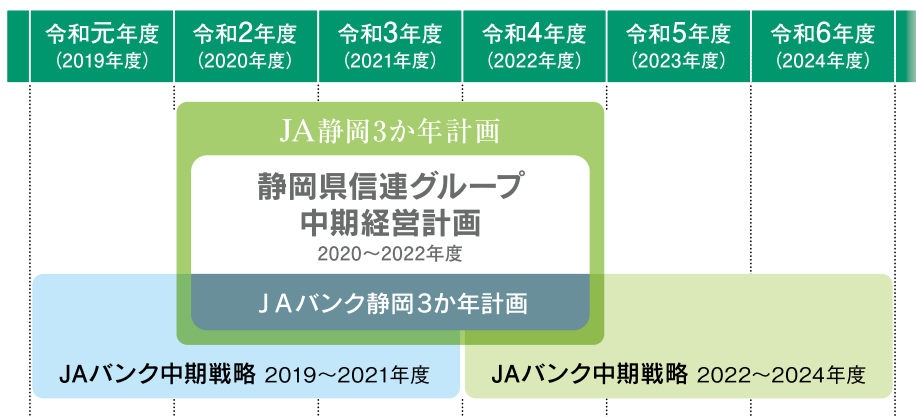 令和元年度 令和2年度 令和3年度 令和4年度 令和5年度 令和6年度
(2019年度) (2020年度) (2021年度) (2022年度) (2023年度) (2024年度)
JA静岡3か年計画
静岡県信連グループ
中期経営計画
2020〜2022年度
JAバンク静岡3か年計画
JAバンク中期戦略 2019〜2021年度
JAバンク中期戦略 2022〜2024年度